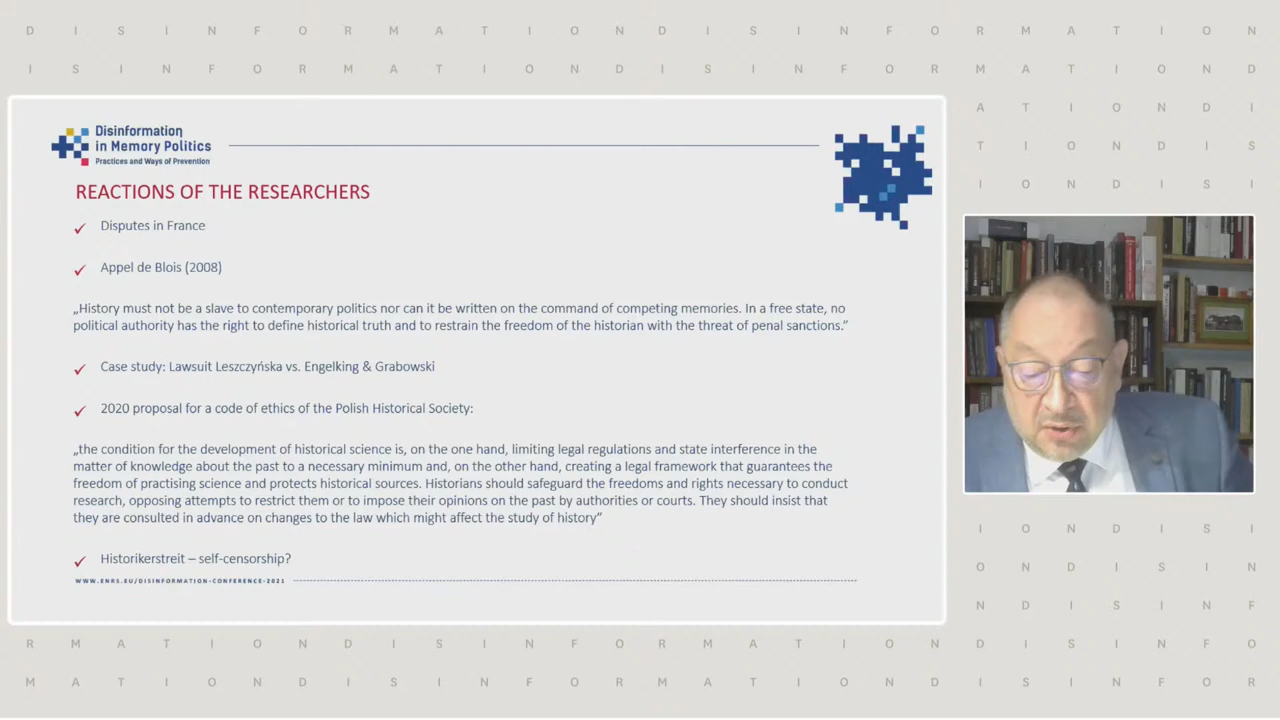 D I S I N F O R M A T I O N D I S I N F O R M A T I O N
I S I N F O R M A T I O N D I S I N F O R M A T I O N D
A T I O N D I
T I O N D I S
I O N D I S I
Disinformation
in Memory Politics
Practices and Ways of Prevention
REACTIONS OF THE RESEARCHERS
Disputes in France
Appel de Blois (2008)
„History must not be a slave to contemporary politics nor can it be written on the command of competing memories. In a free state, no
political authority has the right to define historical truth and to restrain the freedom of the historian with the threat of penal sanctions.”
Case study: Lawsuit Leszczyńska vs. Engelking & Grabowski
2020 proposal for a code of ethics of the Polish Historical Society:
„the condition for the development of historical science is, on the one hand, limiting legal regulations and state interference in the
matter of knowledge about the past to a necessary minimum and, on the other hand, creating a legal framework that guarantees the
freedom of practising science and protects historical sources. Historians should safeguard the freedoms and rights necessary to conduct
research, opposing attempts to restrict them or to impose their opinions on the past by authorities or courts. They should insist that
they are consulted in advance on changes to the law which might affect the study of history”
Historikerstreit – self-censorship?
WWW.ENRS.EU/DISINFORMATION-CONFERENCE-2021
I O N D I S I
O N D I S I N
N D I S I N F
R M A T I O N D I S I N F O R M A T I O N D I S I N F O
M A T I O N D I S I N F O R M A T I O N D I S I N F O R